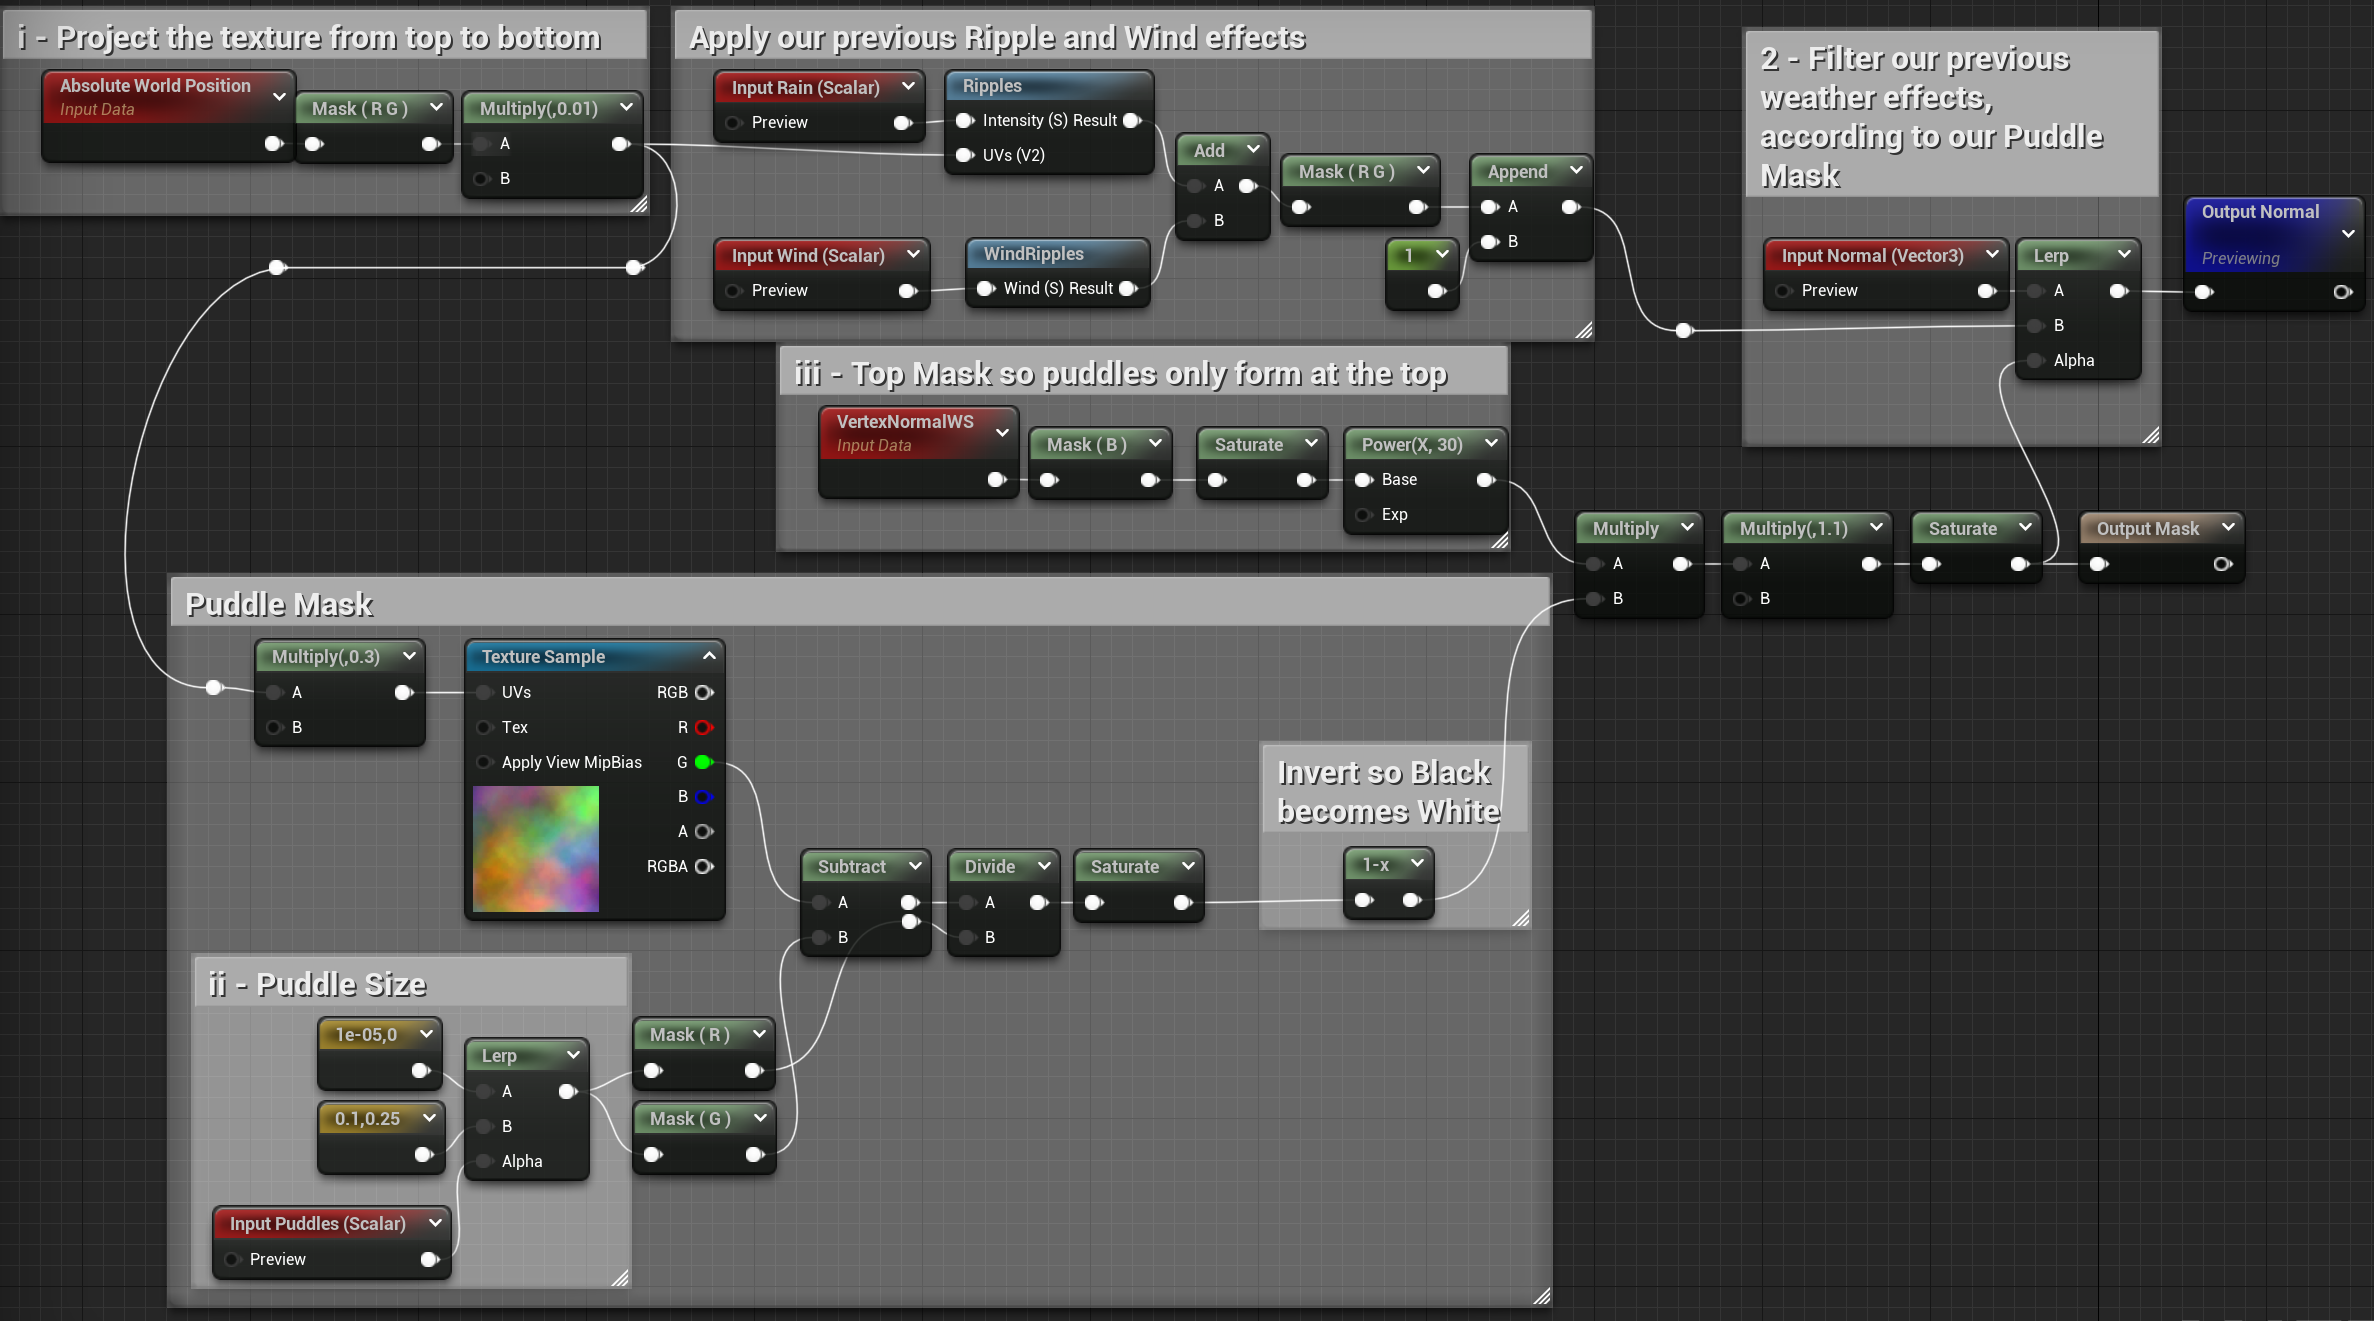 i - Project the texture from top to bottom
Absolute World Position
Input Data
Mask ( R G )
Multiply(,0.01)
A
B
Apply our previous Ripple and Wind effects
Input Rain (Scalar)
Preview
Ripples
Intensity (S) Result
UVs (V2)
Input Wind (Scalar)
Preview
WindRipples
Wind (S) Result
Add
A
B
Mask ( R G )
1
Append
A
B
2 - Filter our previous
weather effects,
according to our Puddle
Mask
Input Normal (Vector3)
Preview
Lerp
A
B
Alpha
Output Normal
Previewing
iii - Top Mask so puddles only form at the top
VertexNormalWS
Input Data
Mask ( B )
Saturate
Power(X, 30)
Base
Exp
Multiply
A
B
Multiply(,1.1)
A
B
Saturate
Output Mask
Puddle Mask
Multiply(,0.3)
A
B
Texture Sample
UVs RGB
Tex R
Apply View MipBias G
B
A
RGBA
Subtract
A
B
Divide
A
B
Saturate
Invert so Black
becomes White
1-x
ii - Puddle Size
1e-05,0
0.1,0.25
Lerp
A
B
Alpha
Mask ( R )
Mask ( G )
Input Puddles (Scalar)
Preview